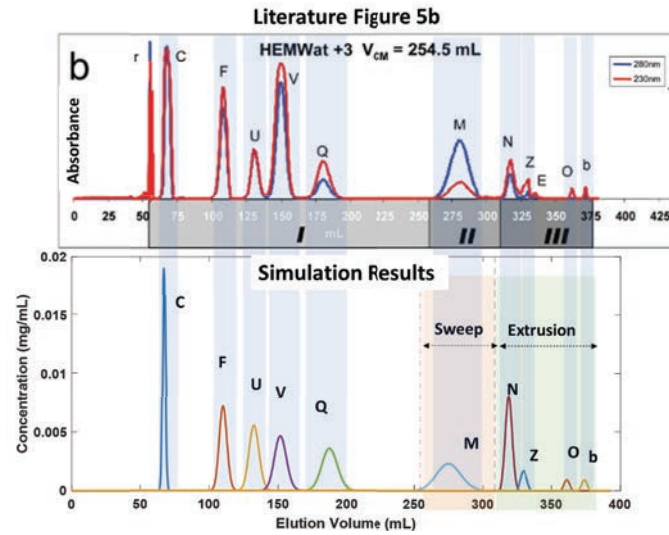 Literature Figure 5b
b
HEMWat +3 V_CM = 254.5 mL
280nm
230nm
r
C
F
U
V
Q
M
N
Z
E
O
b
Absorbance
0 25 50 75 100 125 150 175 200 225 250 275 300 325 350 375 400 425
mL
I
II
III
Simulation Results
0.02
0.015
0.01
0.005
0
Concentration (mg/mL)
C
F
U
V
Q
M
N
Z
O
b
Sweep
Extrusion
0 50 100 150 200 250 300 350 400
Elution Volume (mL)